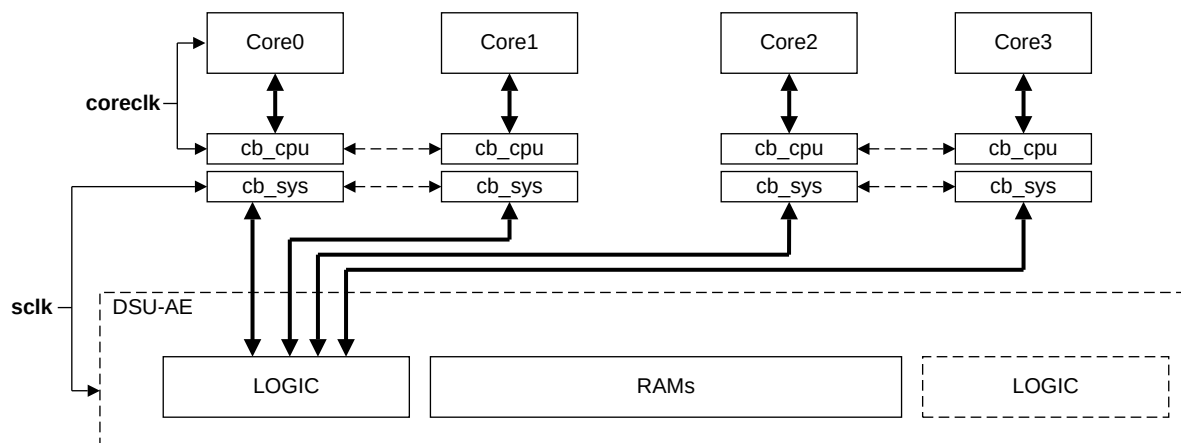 Core0
Core1
Core2
Core3
coreclk
cb_cpu
cb_cpu
cb_cpu
cb_cpu
cb_sys
cb_sys
cb_sys
cb_sys
sclk
DSU-AE
LOGIC
RAMs
LOGIC